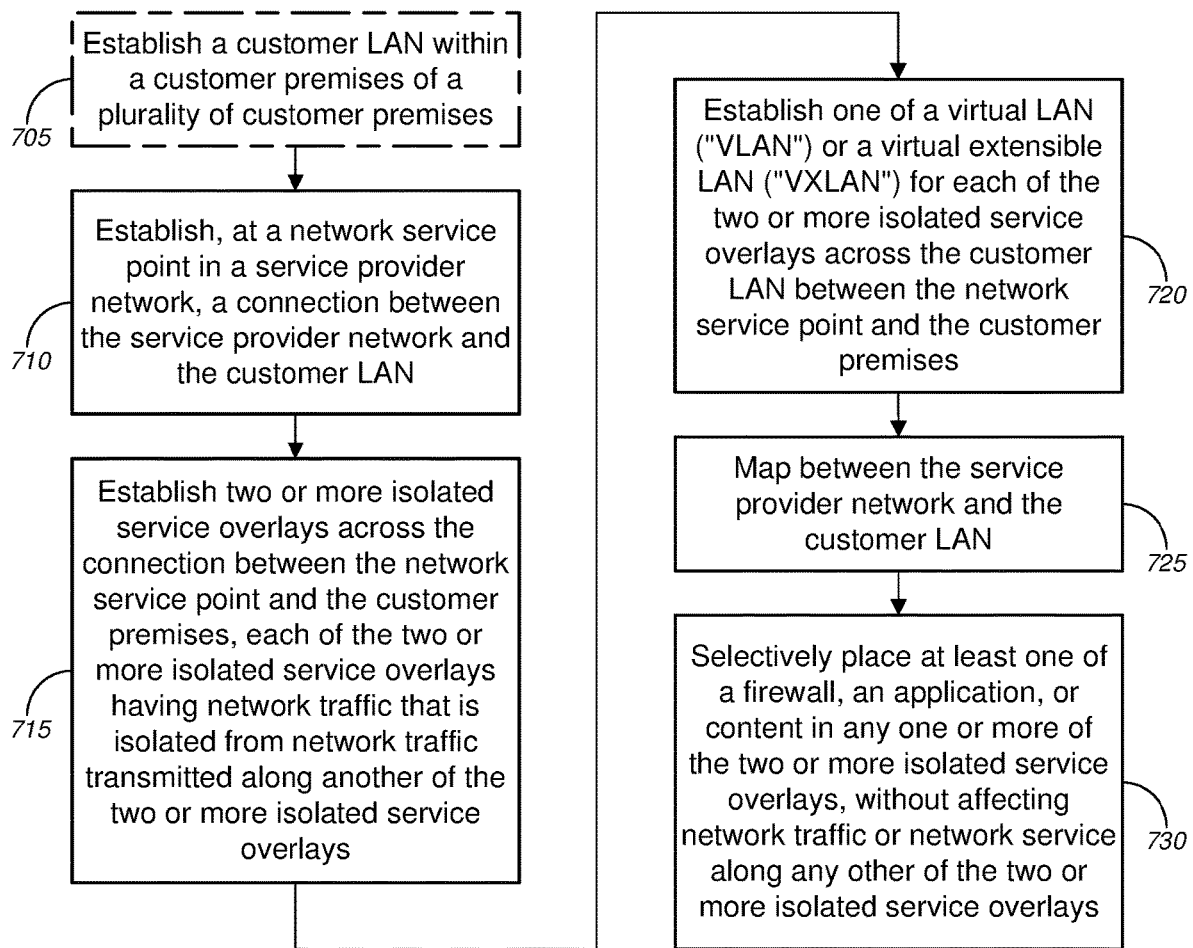 Establish a customer LAN within
a customer premises of a
plurality of customer premises
705
Establish, at a network service
point in a service provider
network, a connection between
the service provider network and
the customer LAN
710
Establish two or more isolated
service overlays across the
connection between the network
service point and the customer
premises, each of the two or
more isolated service overlays
having network traffic that is
isolated from network traffic
transmitted along another of the
two or more isolated service
overlays
715
Establish one of a virtual LAN
("VLAN") or a virtual extensible
LAN ("VXLAN") for each of the
two or more isolated service
overlays across the customer
LAN between the network
service point and the customer
premises
720
Map between the service
provider network and the
customer LAN
725
Selectively place at least one of
a firewall, an application, or
content in any one or more of
the two or more isolated service
overlays, without affecting
network traffic or network service
along any other of the two or
more isolated service overlays
730